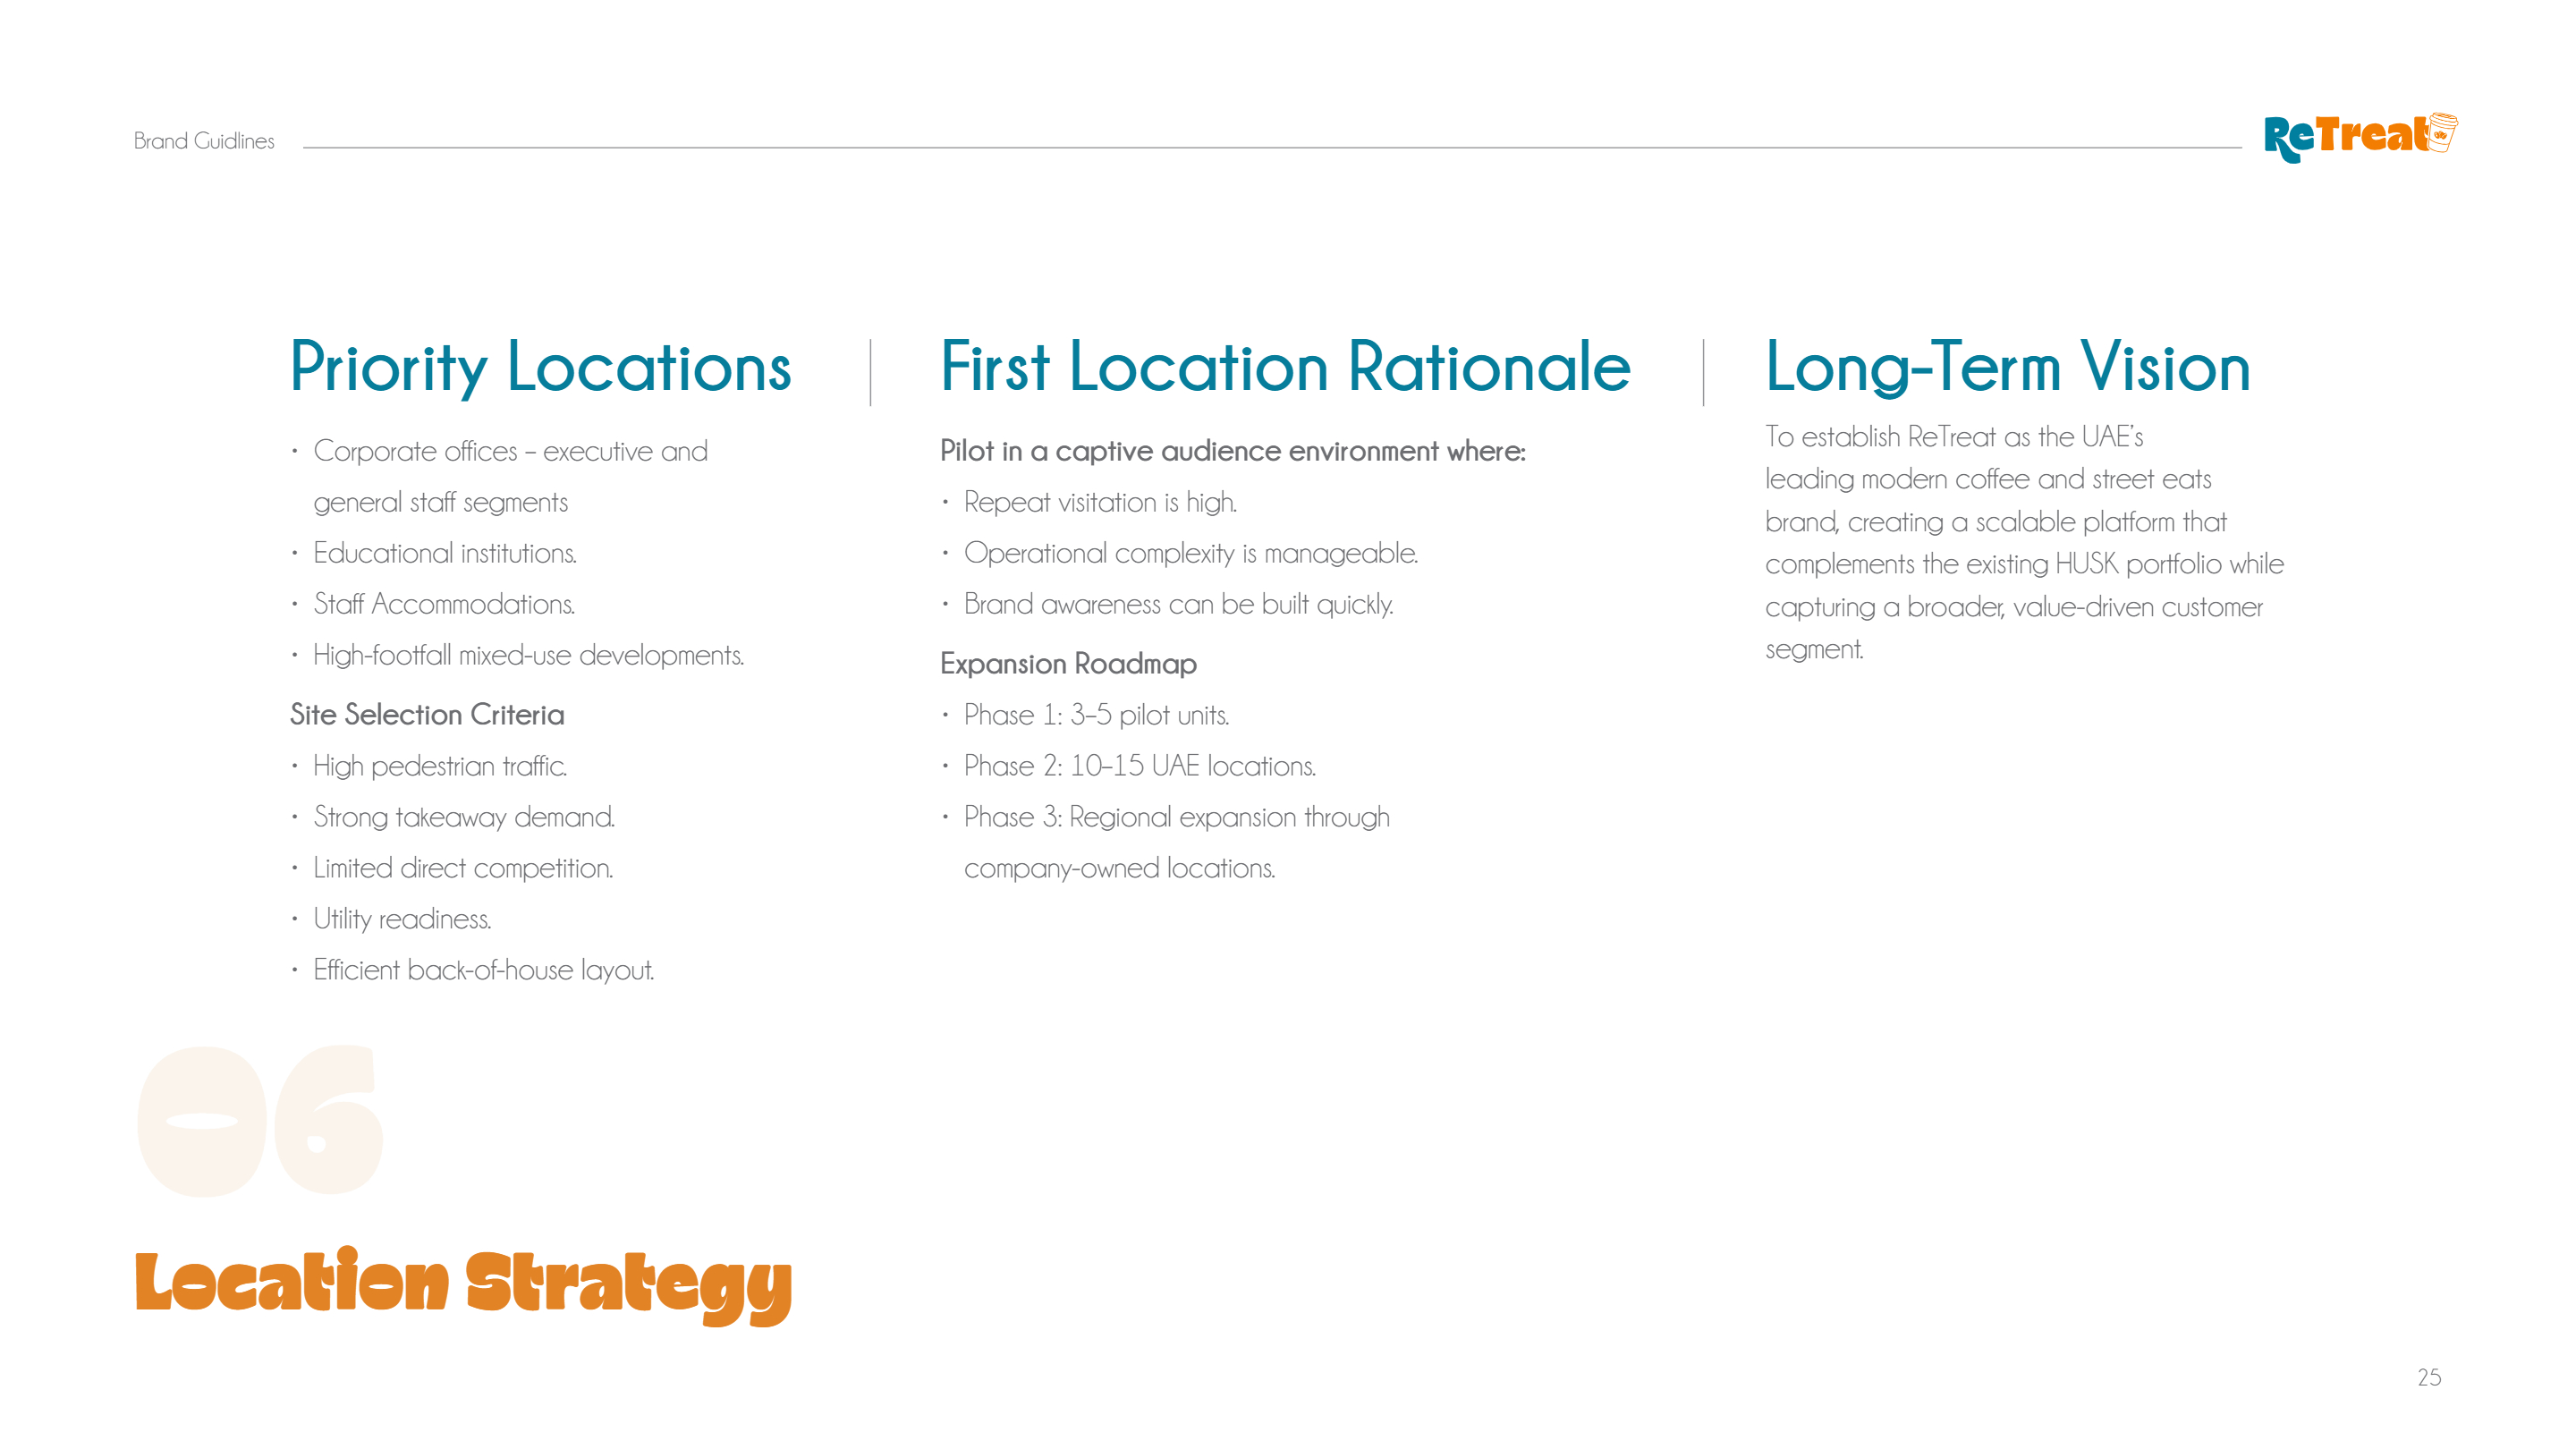 Brand Guidlines
ReTreat
Priority Locations
• Corporate offices – executive and
general staff segments
• Educational institutions.
• Staff Accommodations.
• High-footfall mixed-use developments.
Site Selection Criteria
• High pedestrian traffic.
• Strong takeaway demand.
• Limited direct competition.
• Utility readiness.
• Efficient back-of-house layout.
First Location Rationale
Pilot in a captive audience environment where:
• Repeat visitation is high.
• Operational complexity is manageable.
• Brand awareness can be built quickly.
Expansion Roadmap
• Phase 1: 3–5 pilot units.
• Phase 2: 10–15 UAE locations.
• Phase 3: Regional expansion through
company-owned locations.
Long-Term Vision
To establish ReTreat as the UAE’s
leading modern coffee and street eats
brand, creating a scalable platform that
complements the existing HUSK portfolio while
capturing a broader, value-driven customer
segment.
06
Location Strategy
25